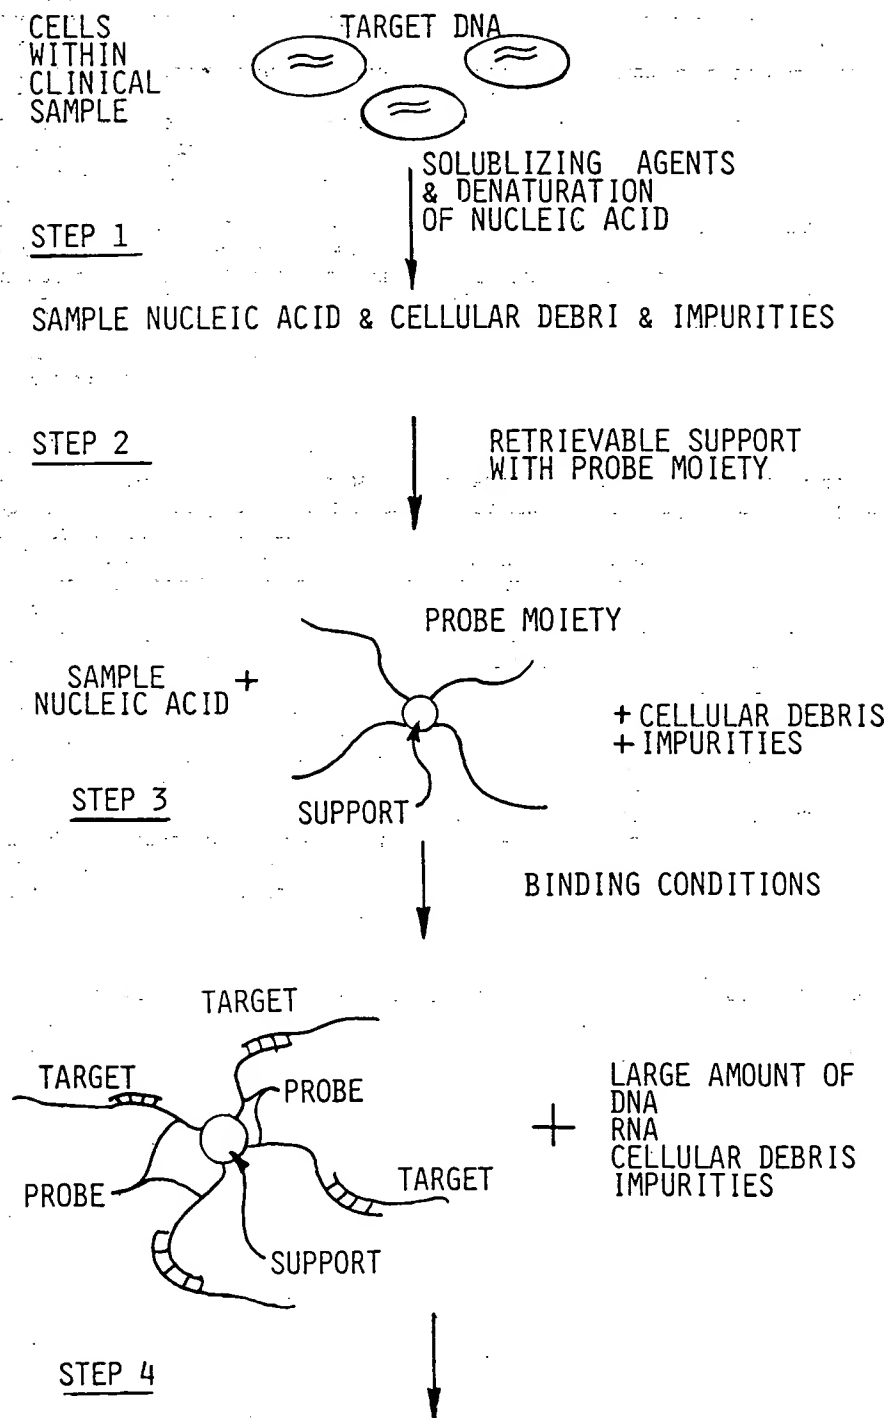 CELLS
WITHIN
CLINICAL
SAMPLE
TARGET DNA
SOLUBLIZING AGENTS
& DENATURATION
OF NUCLEIC ACID
STEP 1
SAMPLE NUCLEIC ACID & CELLULAR DEBRI & IMPURITIES
STEP 2
RETRIEVABLE SUPPORT
WITH PROBE MOIETY
PROBE MOIETY
SAMPLE +
NUCLEIC ACID
+ CELLULAR DEBRIS
+ IMPURITIES
STEP 3
SUPPORT
BINDING CONDITIONS
TARGET
TARGET
PROBE
+
LARGE AMOUNT OF
DNA
RNA
CELLULAR DEBRIS
IMPURITIES
TARGET
PROBE
SUPPORT
STEP 4